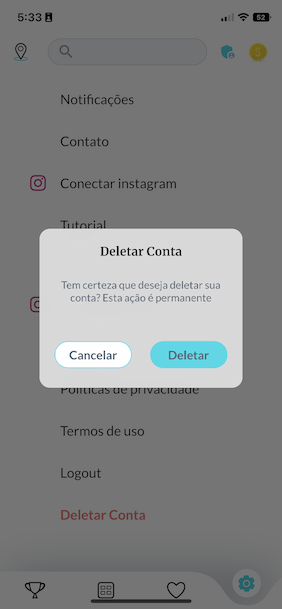 5:33
52
5
Notificações
Contato
Conectar instagram
Tutorial
Deletar Conta
Tem certeza que deseja deletar sua
conta? Esta ação é permanente
Cancelar
Deletar
Políticas de privacidade
Termos de uso
Logout
Deletar Conta